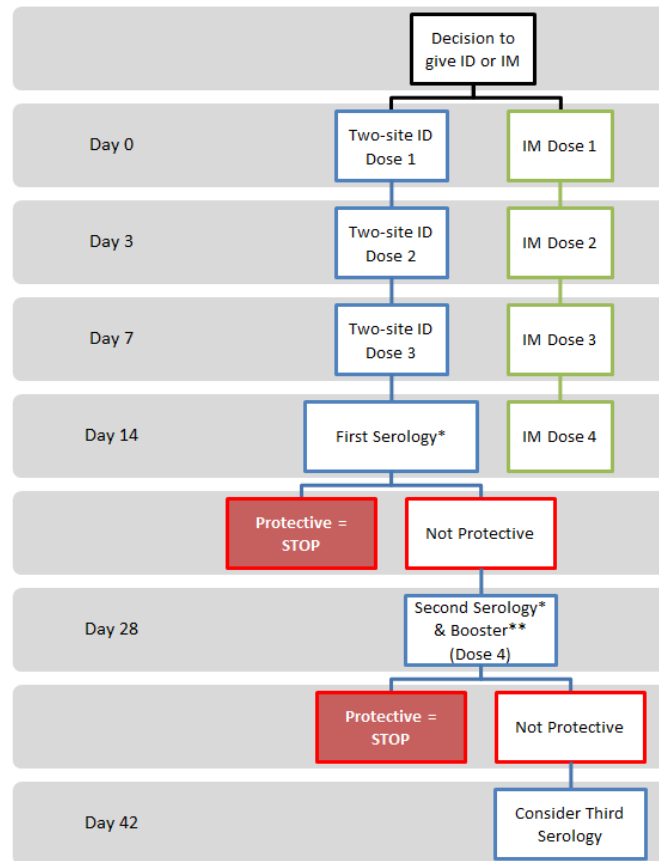 Decision to
give ID or IM
Day 0
Two-site ID
Dose 1
IM Dose 1
Day 3
Two-site ID
Dose 2
IM Dose 2
Day 7
Two-site ID
Dose 3
IM Dose 3
Day 14
First Serology*
IM Dose 4
Protective =
STOP
Not Protective
Day 28
Second Serology*
& Booster**
(Dose 4)
Protective =
STOP
Not Protective
Day 42
Consider Third
Serology